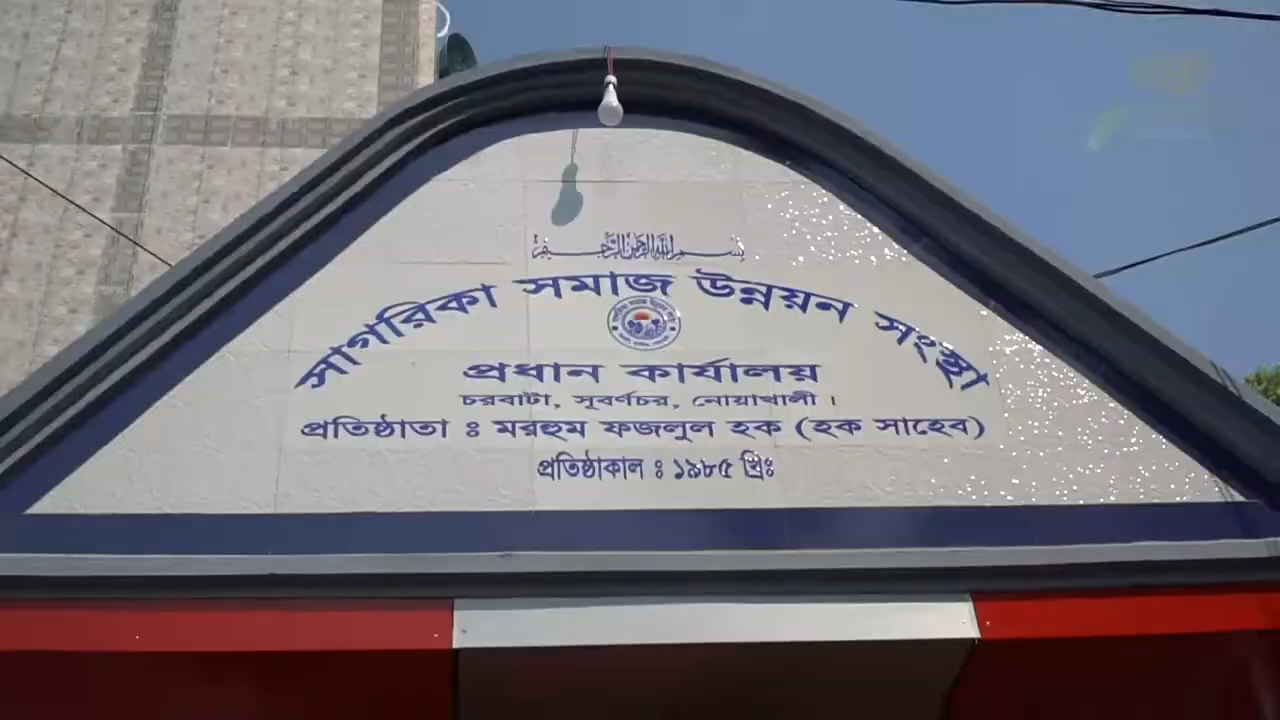 بسم الله الرحمن الرحيم
সাগরিকা সমাজ উন্নয়ন সংস্থা
প্রধান কার্যালয়
চরবাটা, সূবর্ণচর, নোয়াখালী।
প্রতিষ্ঠাতা ঃ মরহুম ফজলুল হক (হক সাহেব)
প্রতিষ্ঠাকাল ঃ ১৯৮৫ খ্রিঃ